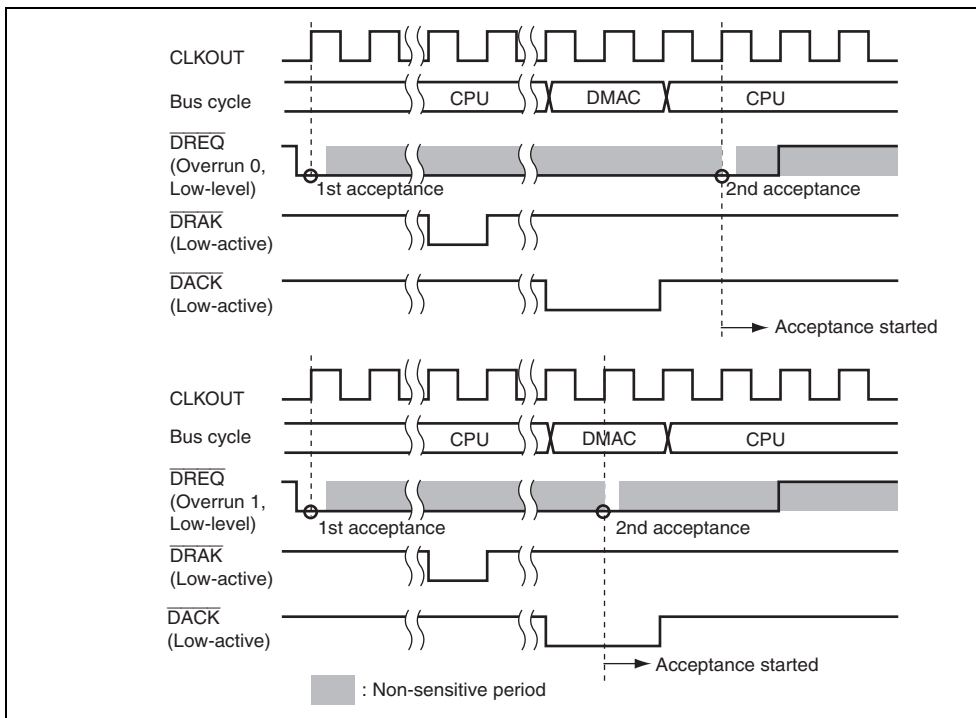 CLKOUT
Bus cycle CPU DMAC CPU
DREQ
(Overrun 0,
Low-level)
1st acceptance 2nd acceptance
DRAK
(Low-active)
DACK
(Low-active)
Acceptance started
CLKOUT
Bus cycle CPU DMAC CPU
DREQ
(Overrun 1,
Low-level)
1st acceptance 2nd acceptance
DRAK
(Low-active)
DACK
(Low-active)
Acceptance started
: Non-sensitive period